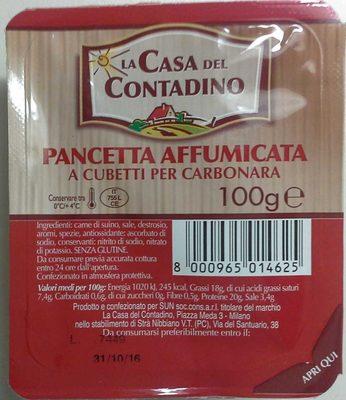 LA CASA DEL
CONTADINO
PANCETTA AFFUMICATA
A CUBETTI PER CARBONARA
Conservare tra
0°C/+ 4°C
IT
755 L
CE
100g e
Ingredienti: carne di suino, sale, destrosio,
aromi, spezie, antiossidante: ascorbato di
sodio, conservanti: nitrito di sodio, nitrato
di potassio. SENZA GLUTINE.
Da consumare previa accurata cottura
entro 24 ore dall'apertura.
Confezionato in atmosfera protettiva.
8 000965 014625
Valori medi per 100g: Energia 1020 kJ, 245 kcal, Grassi 18g, di cui acidi grassi saturi
7,4g, Carboidrati 0,6g, di cui zuccheri 0g, Fibre 0,5g, Proteine 20g, Sale 3,4g
Prodotto e confezionato per SUN soc.cons.a.r.l. titolare del marchio
La Casa del Contadino, Piazza Meda 3 - Milano
nello stabilimento di Strà Nibbiano V.T. (PC), Via del Santuario, 38
Da consumarsi preferibilmente entro il:
L 7449
31/10/16
APRI QUI